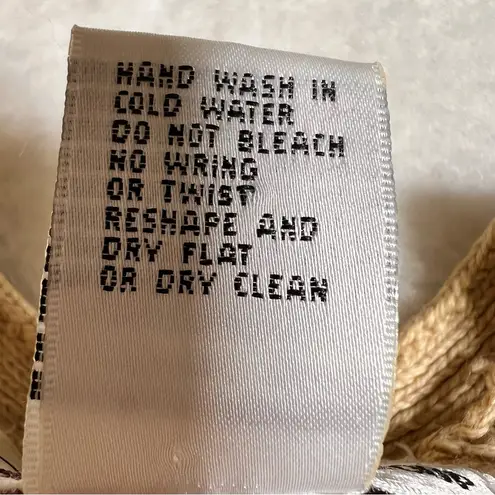 HAND WASH IN
COLD WATER
DO NOT BLEACH
NO WRING
OR TWIST
RESHAPE AND
DRY FLAT
OR DRY CLEAN